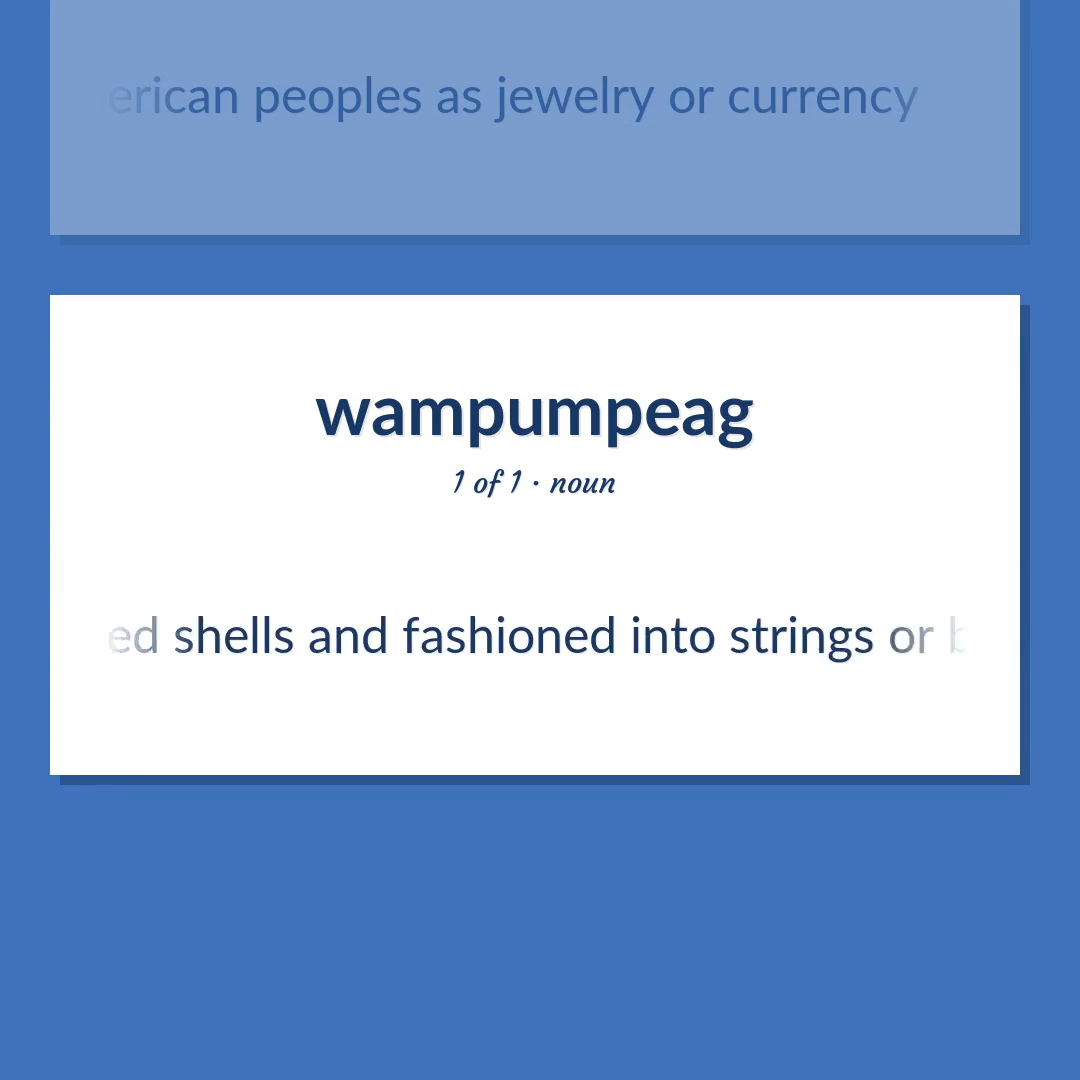 erican peoples as jewelry or currency
wampumpeag
1 of 1 · noun
ed shells and fashioned into strings or b